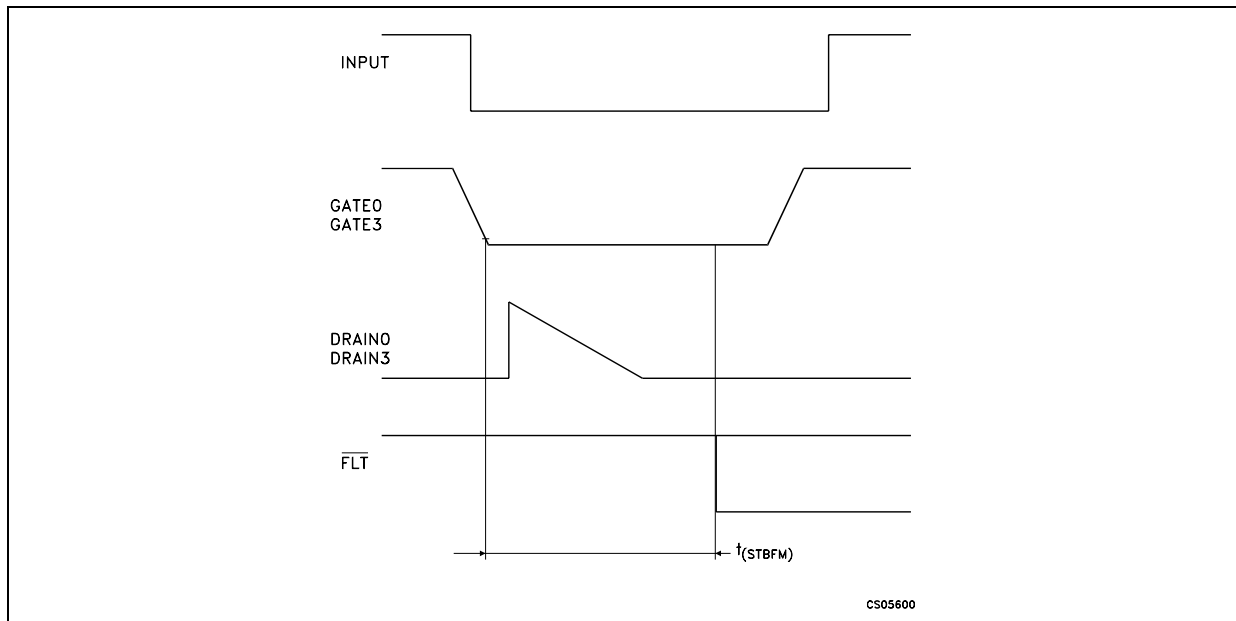 INPUT
GATE0
GATE3
DRAIN0
DRAIN3
FLT
t(STBFM)
CS05600